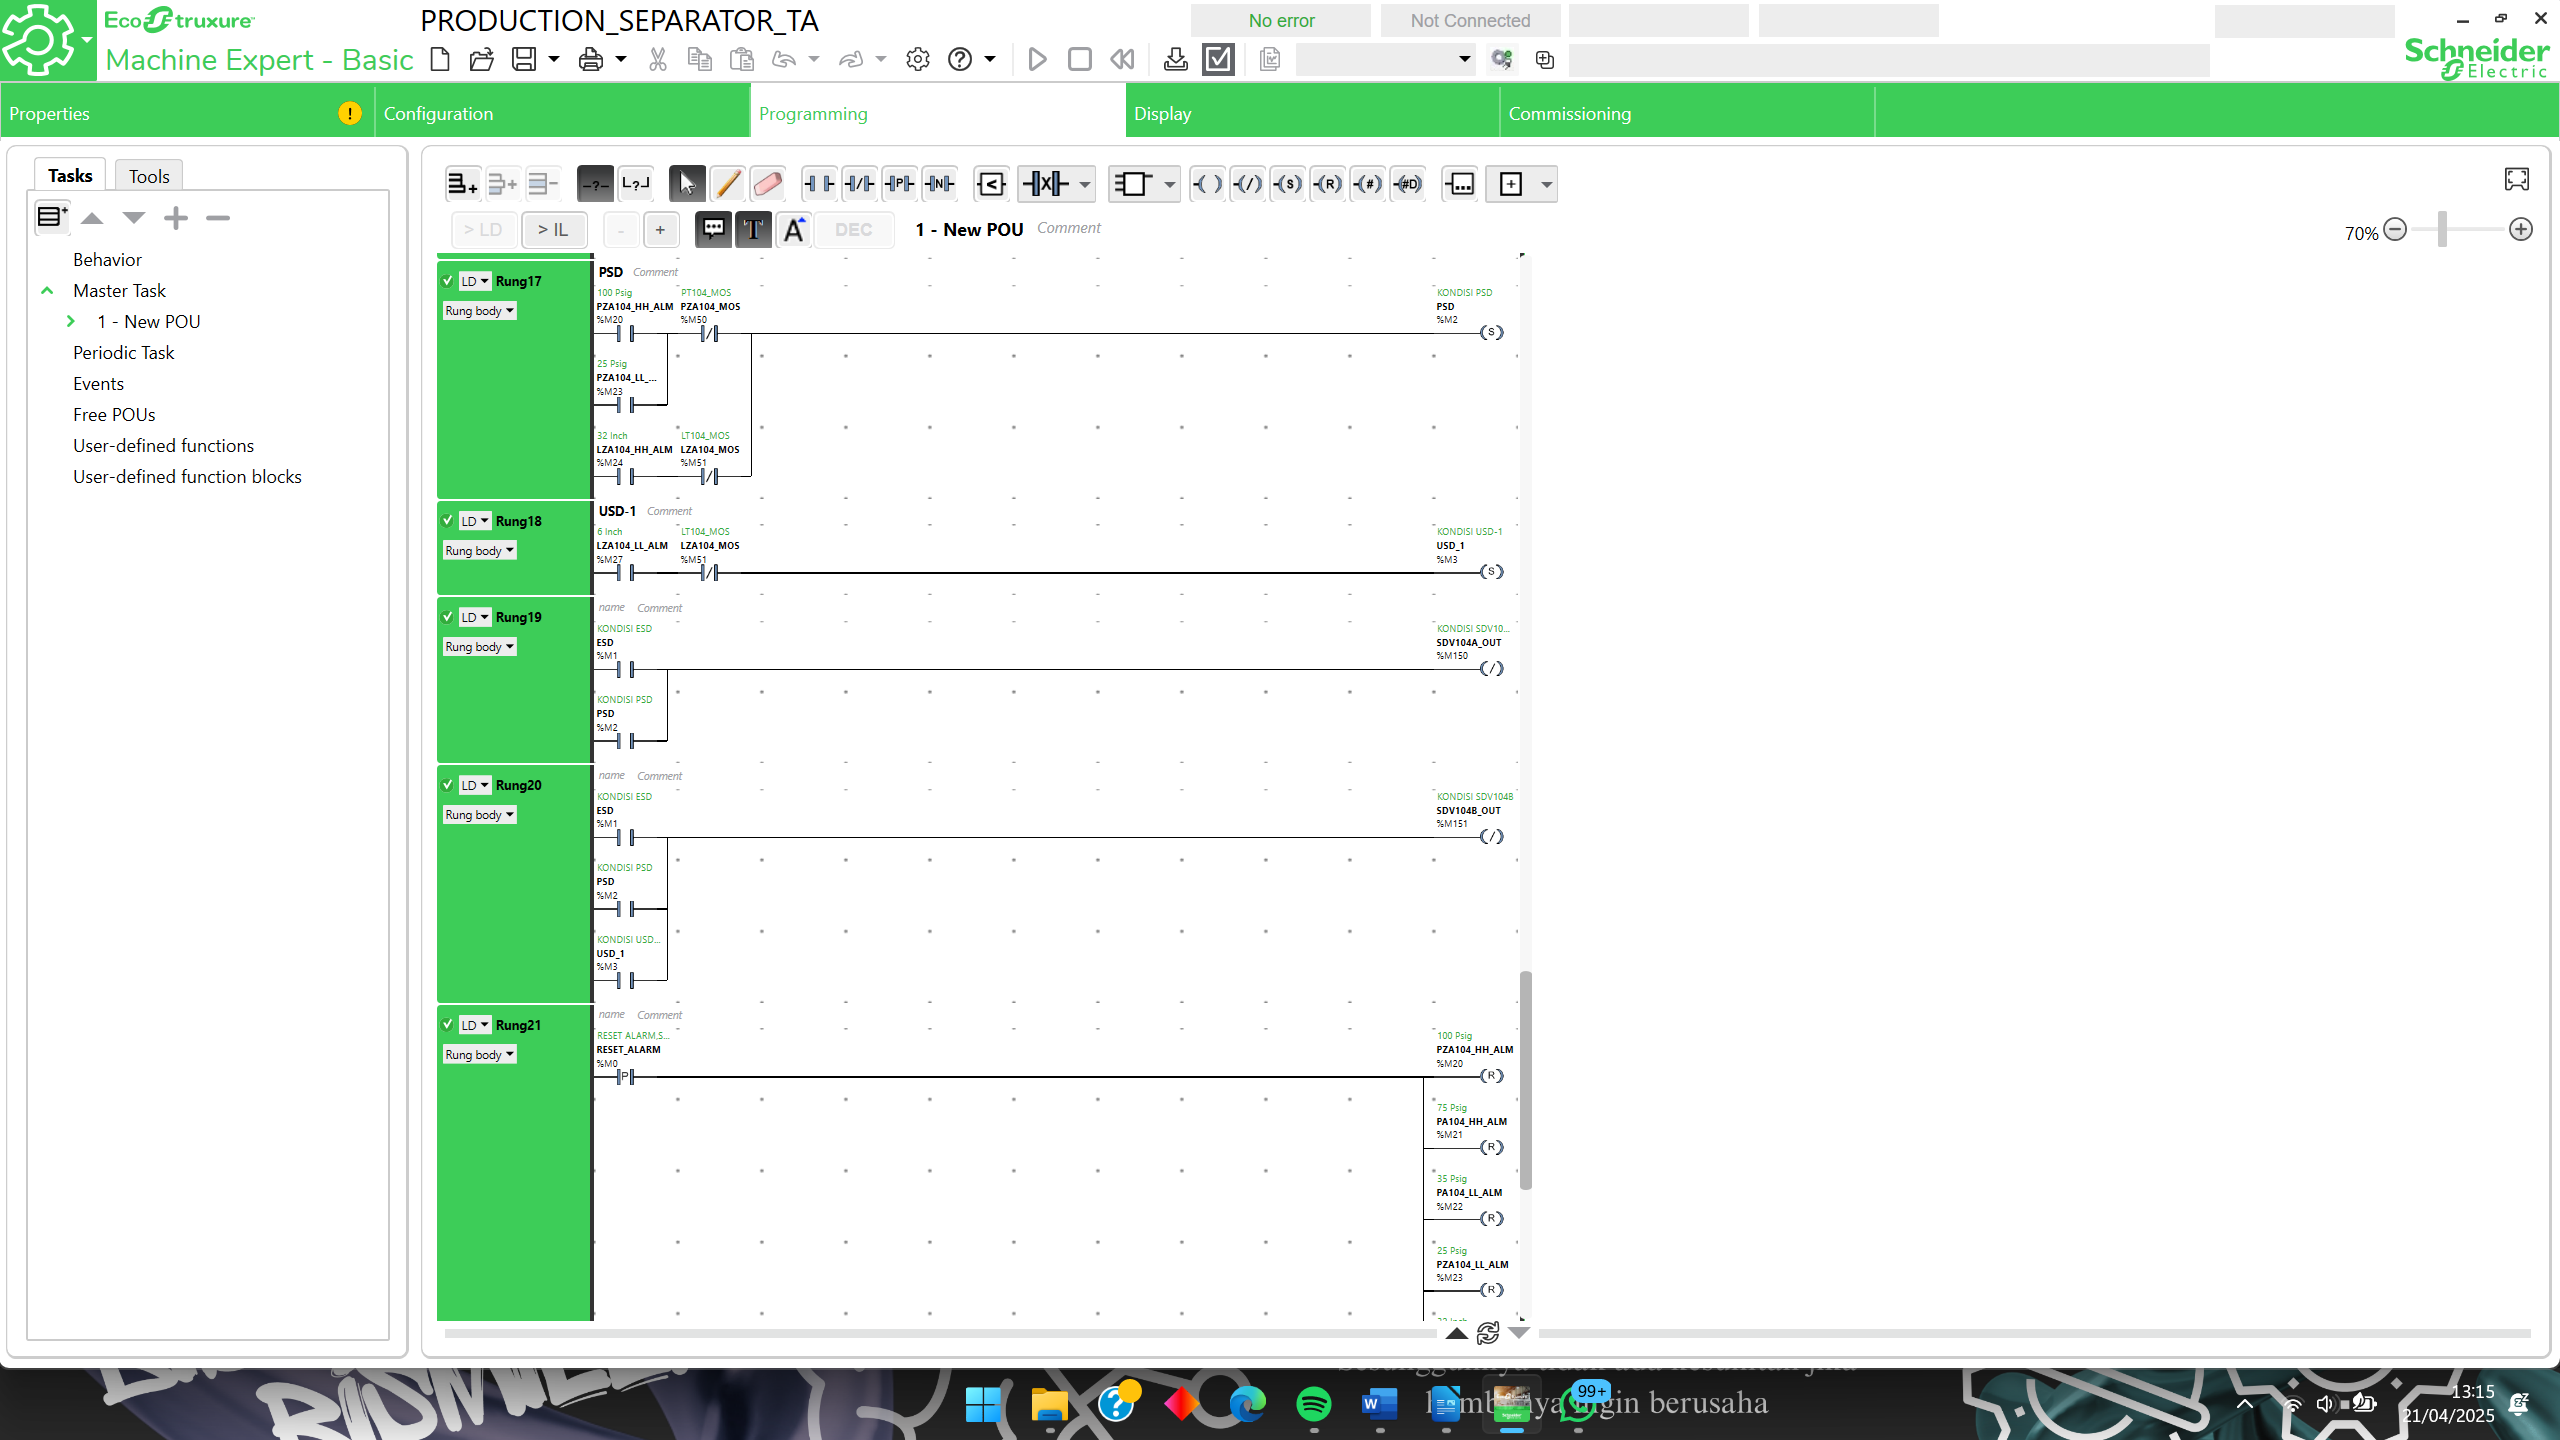 EcoStruxure
Machine Expert - Basic
PRODUCTION_SEPARATOR_TA
No error
Not Connected
Schneider
Electric
Properties
!
Configuration
Programming
Display
Commissioning
Tasks
Tools
Behavior
Master Task
1 - New POU
Periodic Task
Events
Free POUs
User-defined functions
User-defined function blocks
> LD
> IL
-
+
T
A
DEC
1 - New POU
Comment
70%
LD
Rung17
Rung body
PSD
Comment
100 Psig
PZA104_HH_ALM
%M20
PT104_MOS
PZA104_MOS
%M50
KONDISI PSD
PSD
%M2
S
25 Psig
PZA104_LL_...
%M23
32 Inch
LZA104_HH_ALM
%M24
LT104_MOS
LZA104_MOS
%M51
LD
Rung18
Rung body
USD-1
Comment
6 Inch
LZA104_LL_ALM
%M27
LT104_MOS
LZA104_MOS
%M51
KONDISI USD-1
USD_1
%M3
S
LD
Rung19
Rung body
name
Comment
KONDISI ESD
ESD
%M1
KONDISI SDV10...
SDV104A_OUT
%M150
KONDISI PSD
PSD
%M2
LD
Rung20
Rung body
name
Comment
KONDISI ESD
ESD
%M1
KONDISI SDV104B
SDV104B_OUT
%M151
KONDISI PSD
PSD
%M2
KONDISI USD...
USD_1
%M3
LD
Rung21
Rung body
name
Comment
RESET ALARM,S...
RESET_ALARM
%M0
P
100 Psig
PZA104_HH_ALM
%M20
R
75 Psig
PA104_HH_ALM
%M21
R
35 Psig
PA104_LL_ALM
%M22
R
25 Psig
PZA104_LL_ALM
%M23
R
ingin berusaha
99+
13:15
21/04/2025